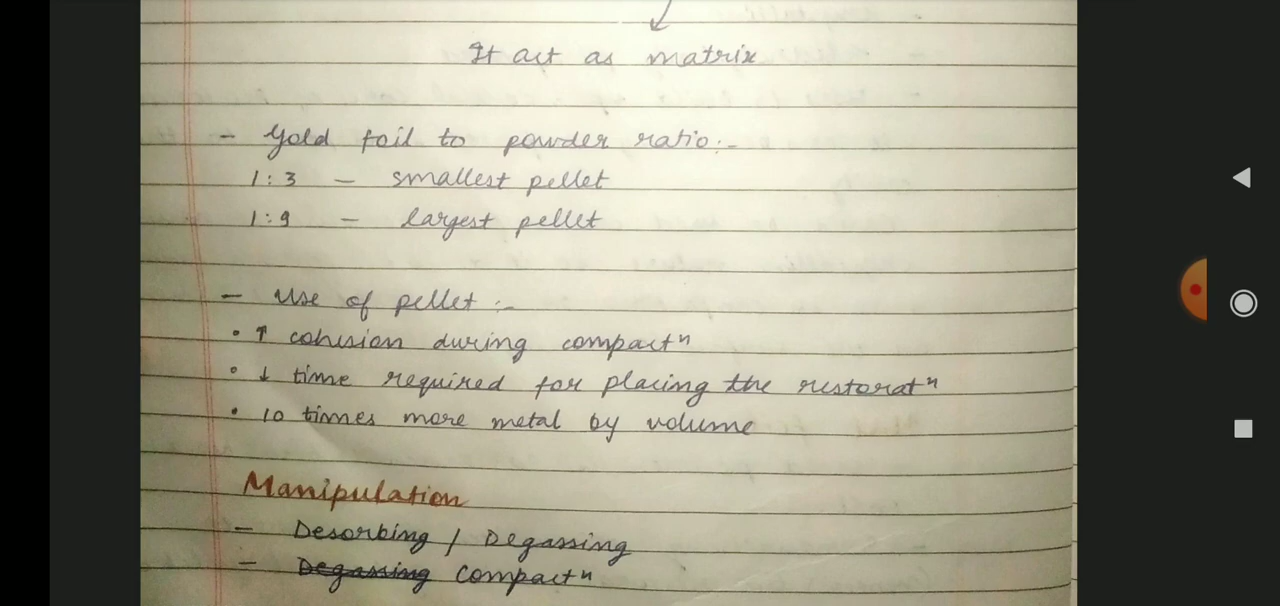 It act as matrix
- Gold foil to powder ratio:-
1:3 - smallest pellet
1:9 - largest pellet
- Use of pellet :-
• ↑ cohesion during compactⁿ
• ↓ time required for placing the restoratⁿ
• 10 times more metal by volume
Manipulation
- Desorbing / Degassing
- ~~Degassing~~ compactⁿ